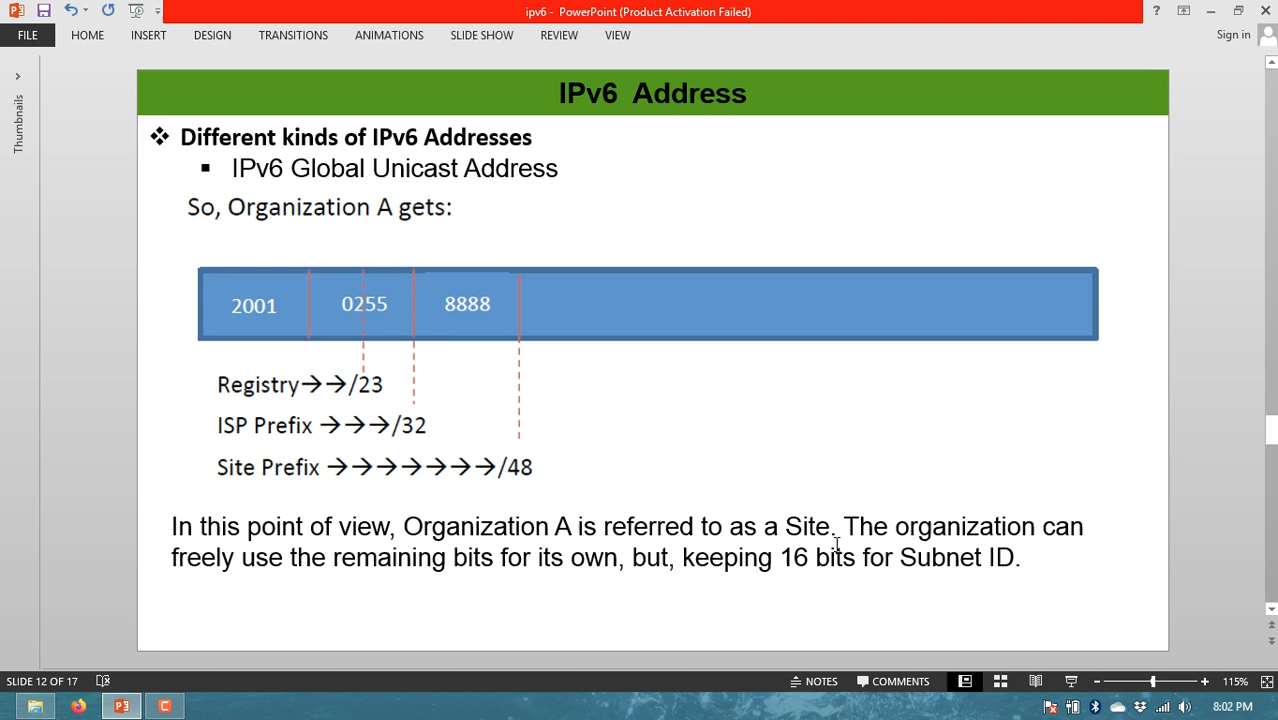 ipv6 - PowerPoint (Product Activation Failed)
?
FILE HOME INSERT DESIGN TRANSITIONS ANIMATIONS SLIDE SHOW REVIEW VIEW Sign in
Thumbnails
IPv6 Address
❖ Different kinds of IPv6 Addresses
▪ IPv6 Global Unicast Address
So, Organization A gets:
2001 0255 8888
Registry→→/23
ISP Prefix →→→/32
Site Prefix →→→→→→→/48
In this point of view, Organization A is referred to as a Site. The organization can
freely use the remaining bits for its own, but, keeping 16 bits for Subnet ID.
SLIDE 12 OF 17 NOTES COMMENTS 115%
8:02 PM